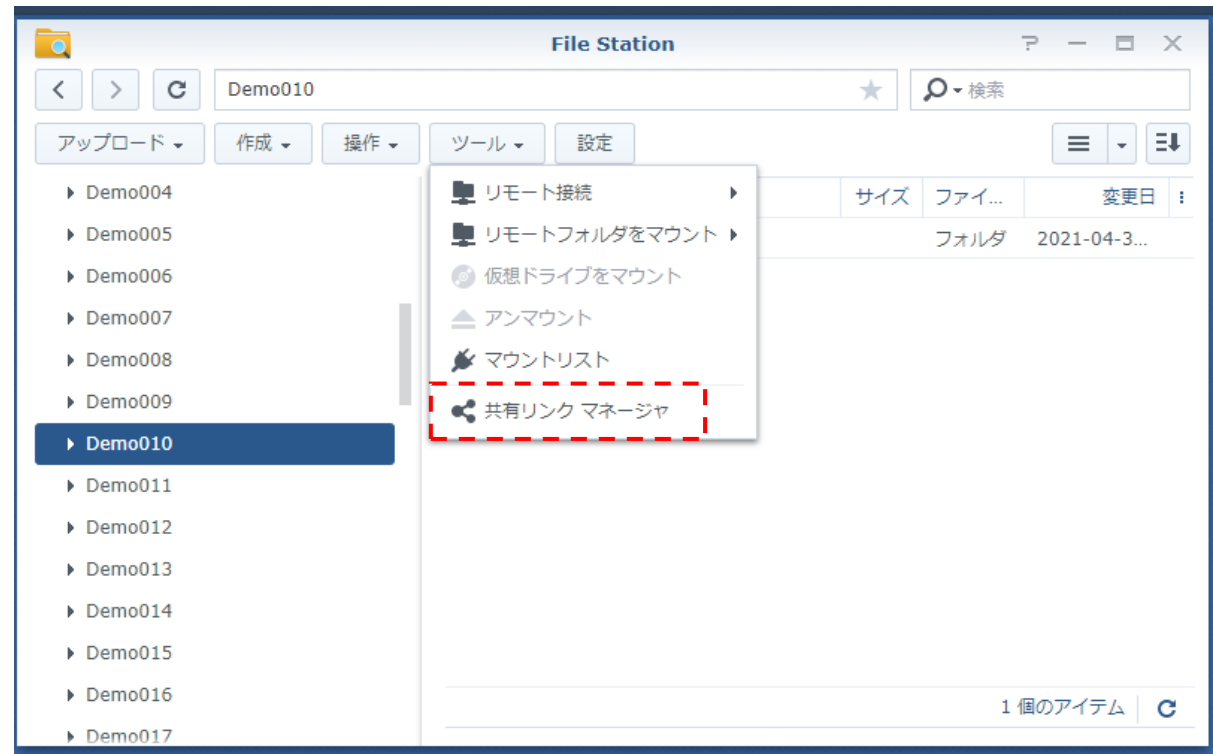 File Station
Demo010
検索
アップロード 作成 操作 ツール 設定
Demo004
Demo005
Demo006
Demo007
Demo008
Demo009
Demo010
Demo011
Demo012
Demo013
Demo014
Demo015
Demo016
Demo017
リモート接続
リモートフォルダをマウント
仮想ドライブをマウント
アンマウント
マウントリスト
共有リンク マネージャ
サイズ ファイ... 変更日
フォルダ 2021-04-3...
1 個のアイテム